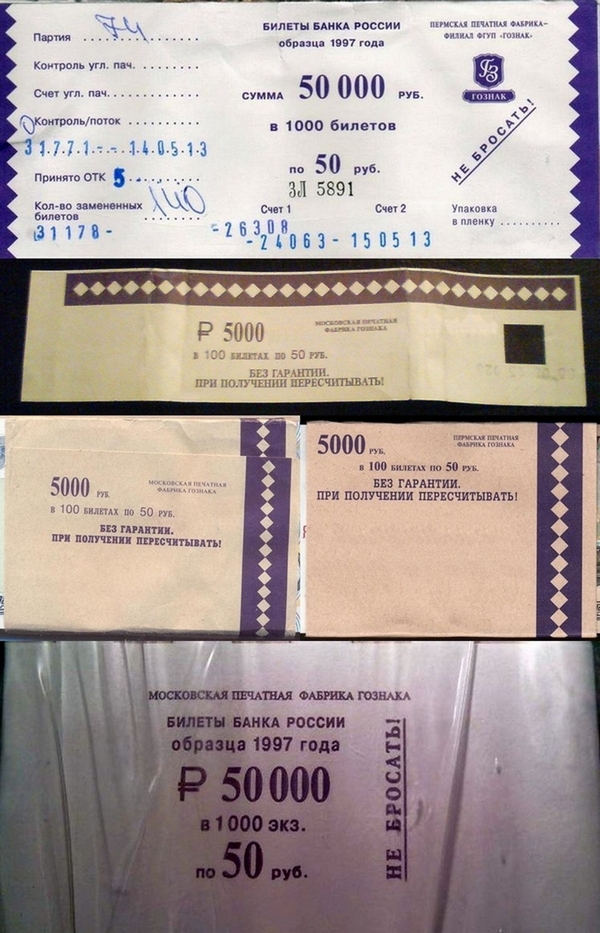 Партия 74
Контроль угл. пач.
Счет угл. пач.
Контроль/поток
31771-- -140513
Принято ОТК 5
Кол-во замененных билетов 140
31178-
БИЛЕТЫ БАНКА РОССИИ
образца 1997 года
СУММА 50 000 РУБ.
в 1000 билетов
по 50 руб.
ЗЛ 5891
Счет 1 Счет 2
-26308
-24063-150513
ПЕРМСКАЯ ПЕЧАТНАЯ ФАБРИКА–
ФИЛИАЛ ФГУП «ГОЗНАК»
ГОЗНАК
НЕ БРОСАТЬ!
Упаковка
в пленку
₽ 5000
МОСКОВСКАЯ ПЕЧАТНАЯ
ФАБРИКА ГОЗНАКА
В 100 БИЛЕТАХ ПО 50 РУБ.
БЕЗ ГАРАНТИИ.
ПРИ ПОЛУЧЕНИИ ПЕРЕСЧИТЫВАТЬ!
5000 РУБ.
МОСКОВСКАЯ ПЕЧАТНАЯ
ФАБРИКА ГОЗНАКА
В 100 БИЛЕТАХ ПО 50 РУБ.
БЕЗ ГАРАНТИИ.
ПРИ ПОЛУЧЕНИИ ПЕРЕСЧИТЫВАТЬ!
5000 РУБ.
ПЕРМСКАЯ ПЕЧАТНАЯ
ФАБРИКА ГОЗНАКА
В 100 БИЛЕТАХ ПО 50 РУБ.
БЕЗ ГАРАНТИИ.
ПРИ ПОЛУЧЕНИИ ПЕРЕСЧИТЫВАТЬ!
МОСКОВСКАЯ ПЕЧАТНАЯ ФАБРИКА ГОЗНАКА
БИЛЕТЫ БАНКА РОССИИ
образца 1997 года
₽ 50 000
в 1000 экз.
по 50 руб.
НЕ БРОСАТЬ!